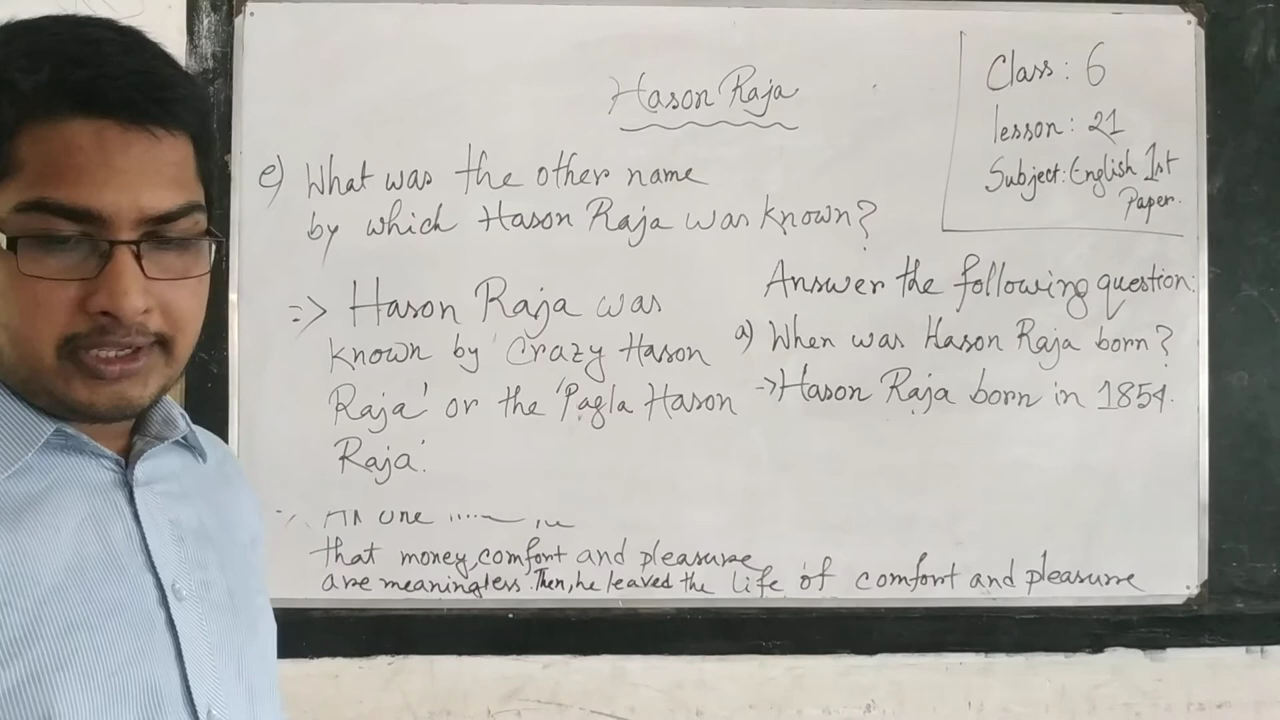 Hason Raja
Class: 6
lesson: 21
Subject: English 1st
Paper.
e) What was the other name
by which Hason Raja was known?
=> Hason Raja was
known by 'Crazy Hason
Raja' or the 'Pagla Hason
Raja.'
Answer the following question:
a) When was Hason Raja born?
-> Hason Raja born in 1854.
that money, comfort and pleasure
are meaningless. Then, he leaved the life of comfort and pleasure